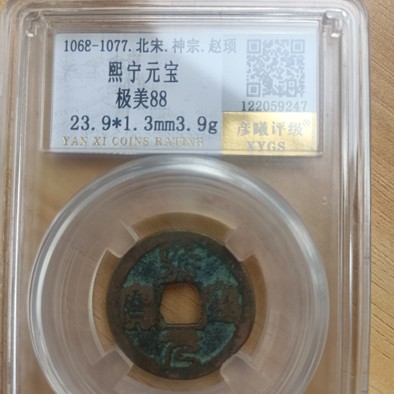 1068-1077.北宋.神宗.赵顼
熙宁元宝
极美88
23.9*1.3mm3.9g
YAN XI COINS RATING
122059247
彦曦评级®
XYGS